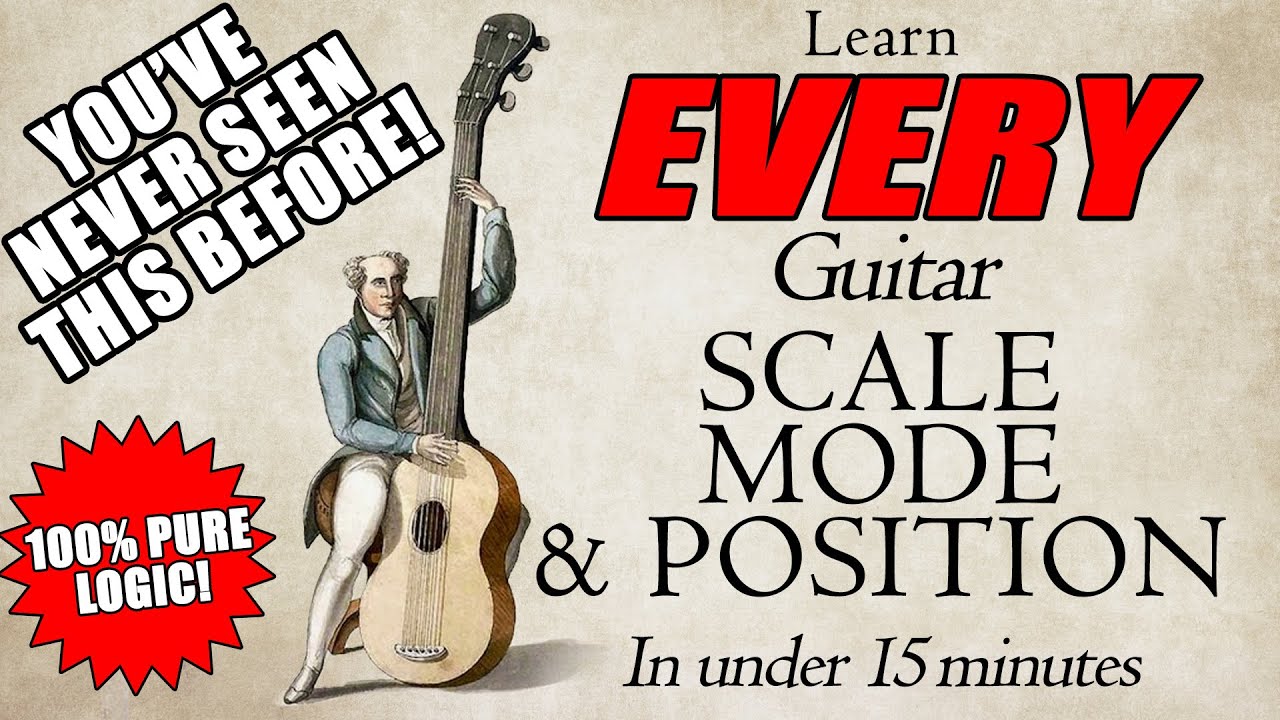 YOU'VE
NEVER SEEN
THIS BEFORE!
100% PURE
LOGIC!
Learn
EVERY
Guitar
SCALE
MODE
& POSITION
In under 15 minutes